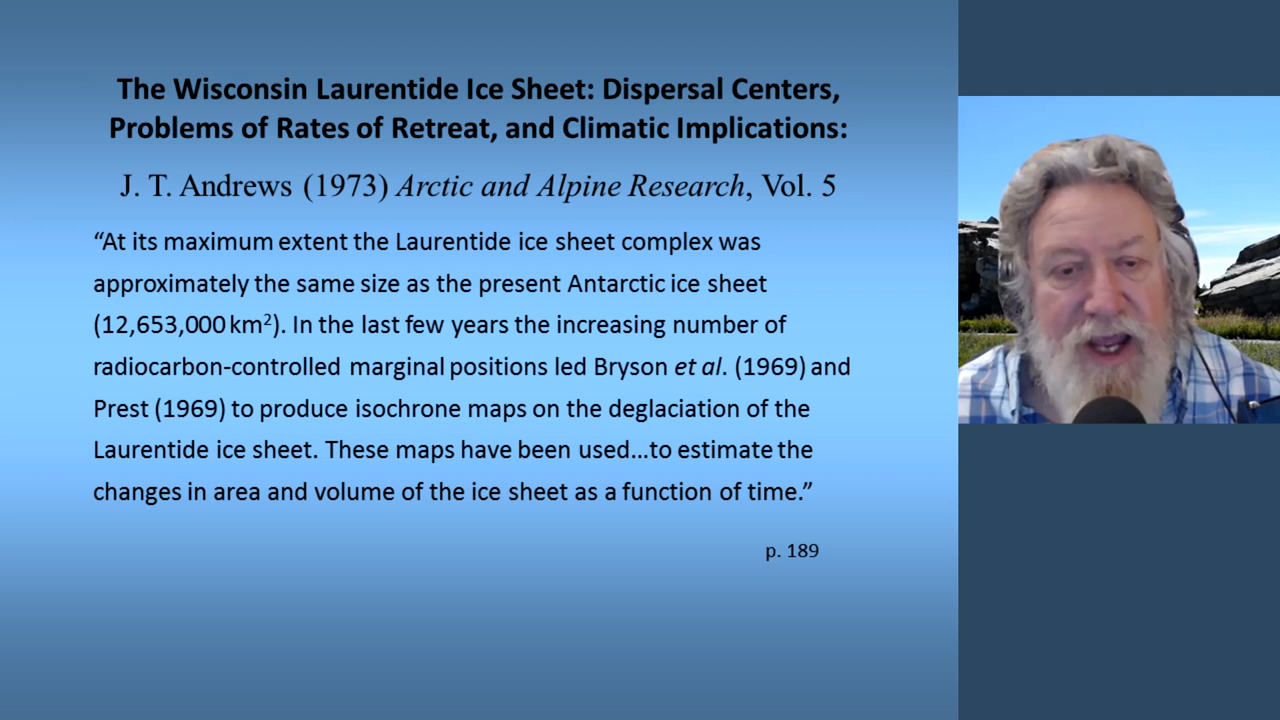 The Wisconsin Laurentide Ice Sheet: Dispersal Centers,
Problems of Rates of Retreat, and Climatic Implications:
J. T. Andrews (1973) Arctic and Alpine Research, Vol. 5
“At its maximum extent the Laurentide ice sheet complex was
approximately the same size as the present Antarctic ice sheet
(12,653,000 km²). In the last few years the increasing number of
radiocarbon-controlled marginal positions led Bryson et al. (1969) and
Prest (1969) to produce isochrone maps on the deglaciation of the
Laurentide ice sheet. These maps have been used…to estimate the
changes in area and volume of the ice sheet as a function of time.”
p. 189